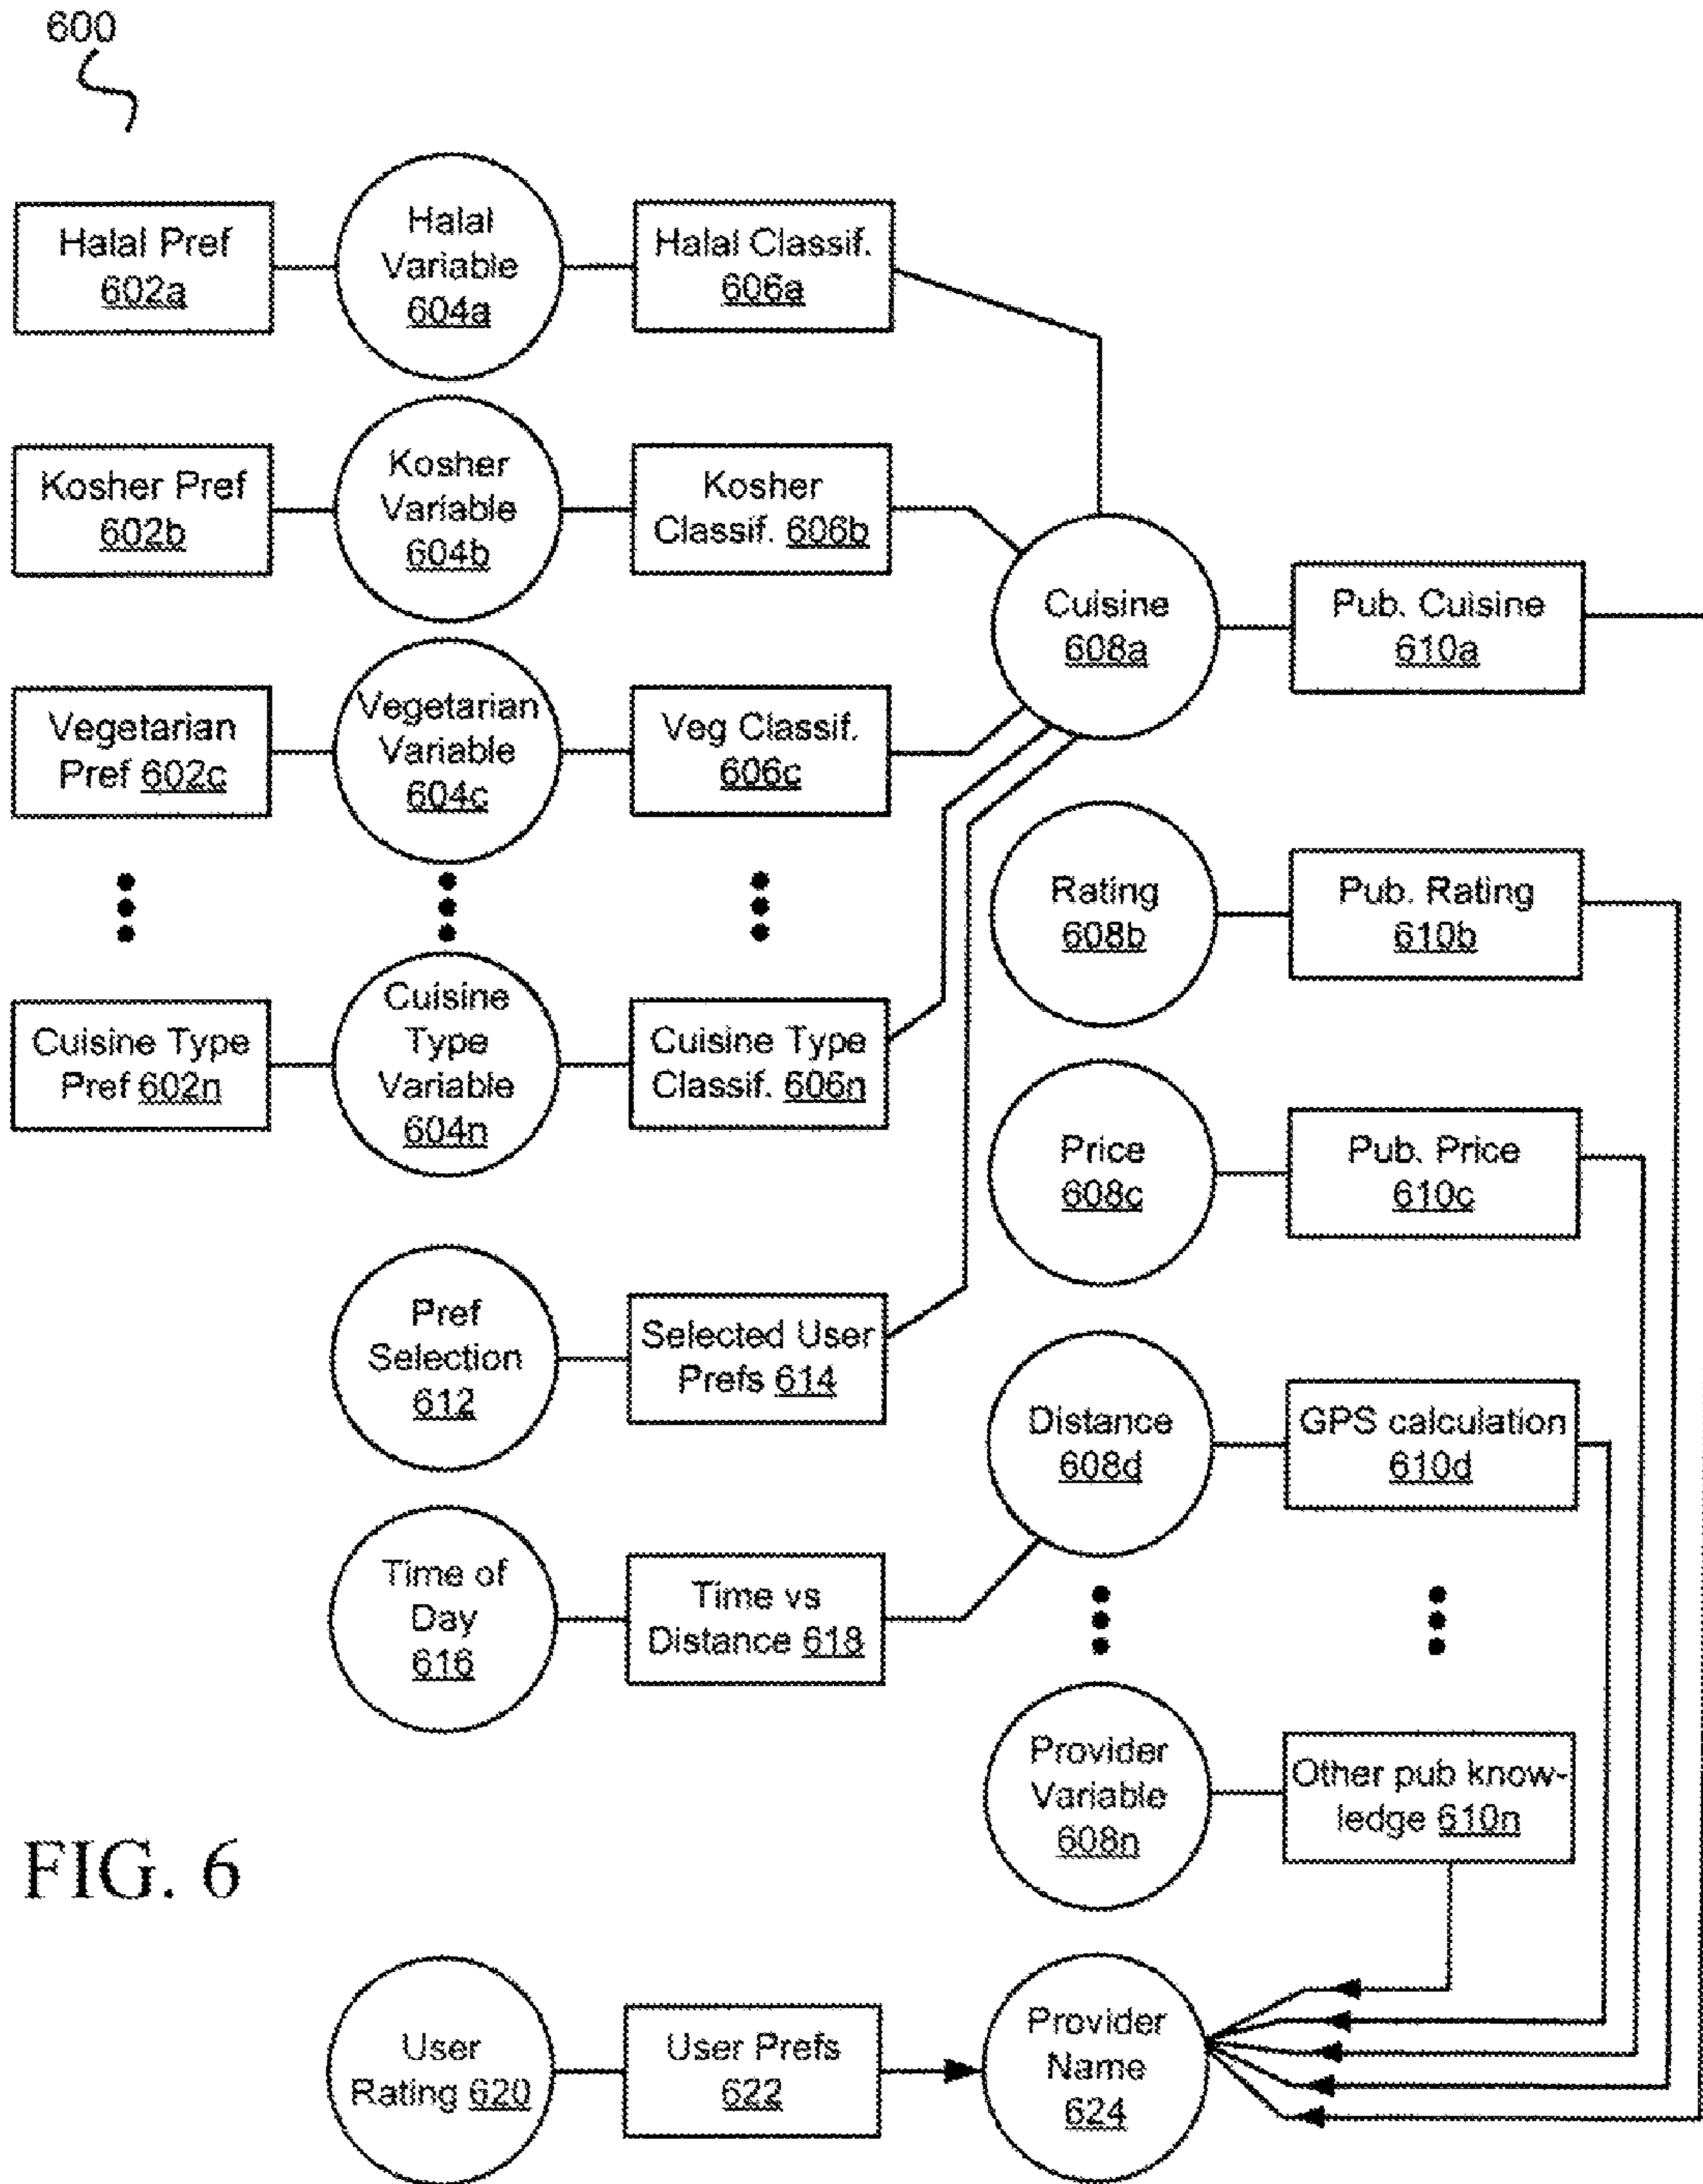 600
Halal Pref
602a
Halal
Variable
604a
Halal Classif.
606a
Kosher Pref
602b
Kosher
Variable
604b
Kosher
Classif. 606b
Cuisine
608a
Pub. Cuisine
610a
Vegetarian
Pref 602c
Vegetarian
Variable
604c
Veg Classif.
606c
Rating
608b
Pub. Rating
610b
Cuisine Type
Pref 602n
Cuisine
Type
Variable
604n
Cuisine Type
Classif. 606n
Price
608c
Pub. Price
610c
Pref
Selection
612
Selected User
Prefs 614
Distance
608d
GPS calculation
610d
Time of
Day
616
Time vs
Distance 618
Provider
Variable
608n
Other pub know-
ledge 610n
FIG. 6
User
Rating 620
User Prefs
622
Provider
Name
624